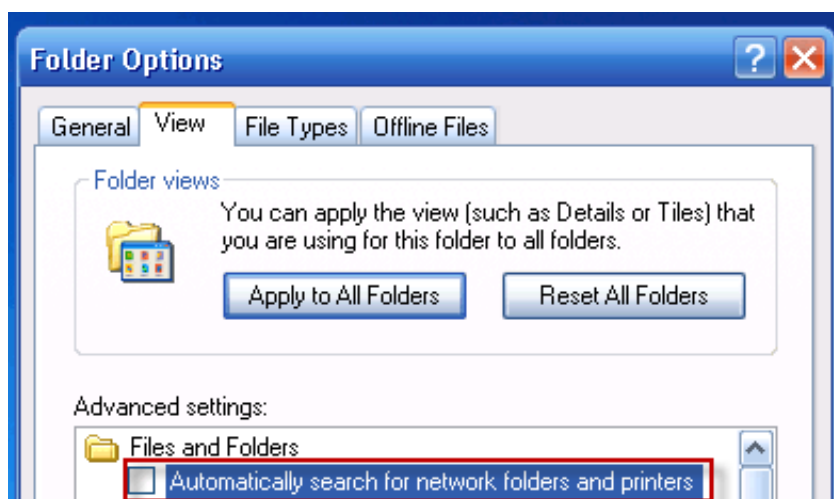 Folder Options
General View File Types Offline Files
Folder views
You can apply the view (such as Details or Tiles) that
you are using for this folder to all folders.
Apply to All Folders Reset All Folders
Advanced settings:
Files and Folders
Automatically search for network folders and printers